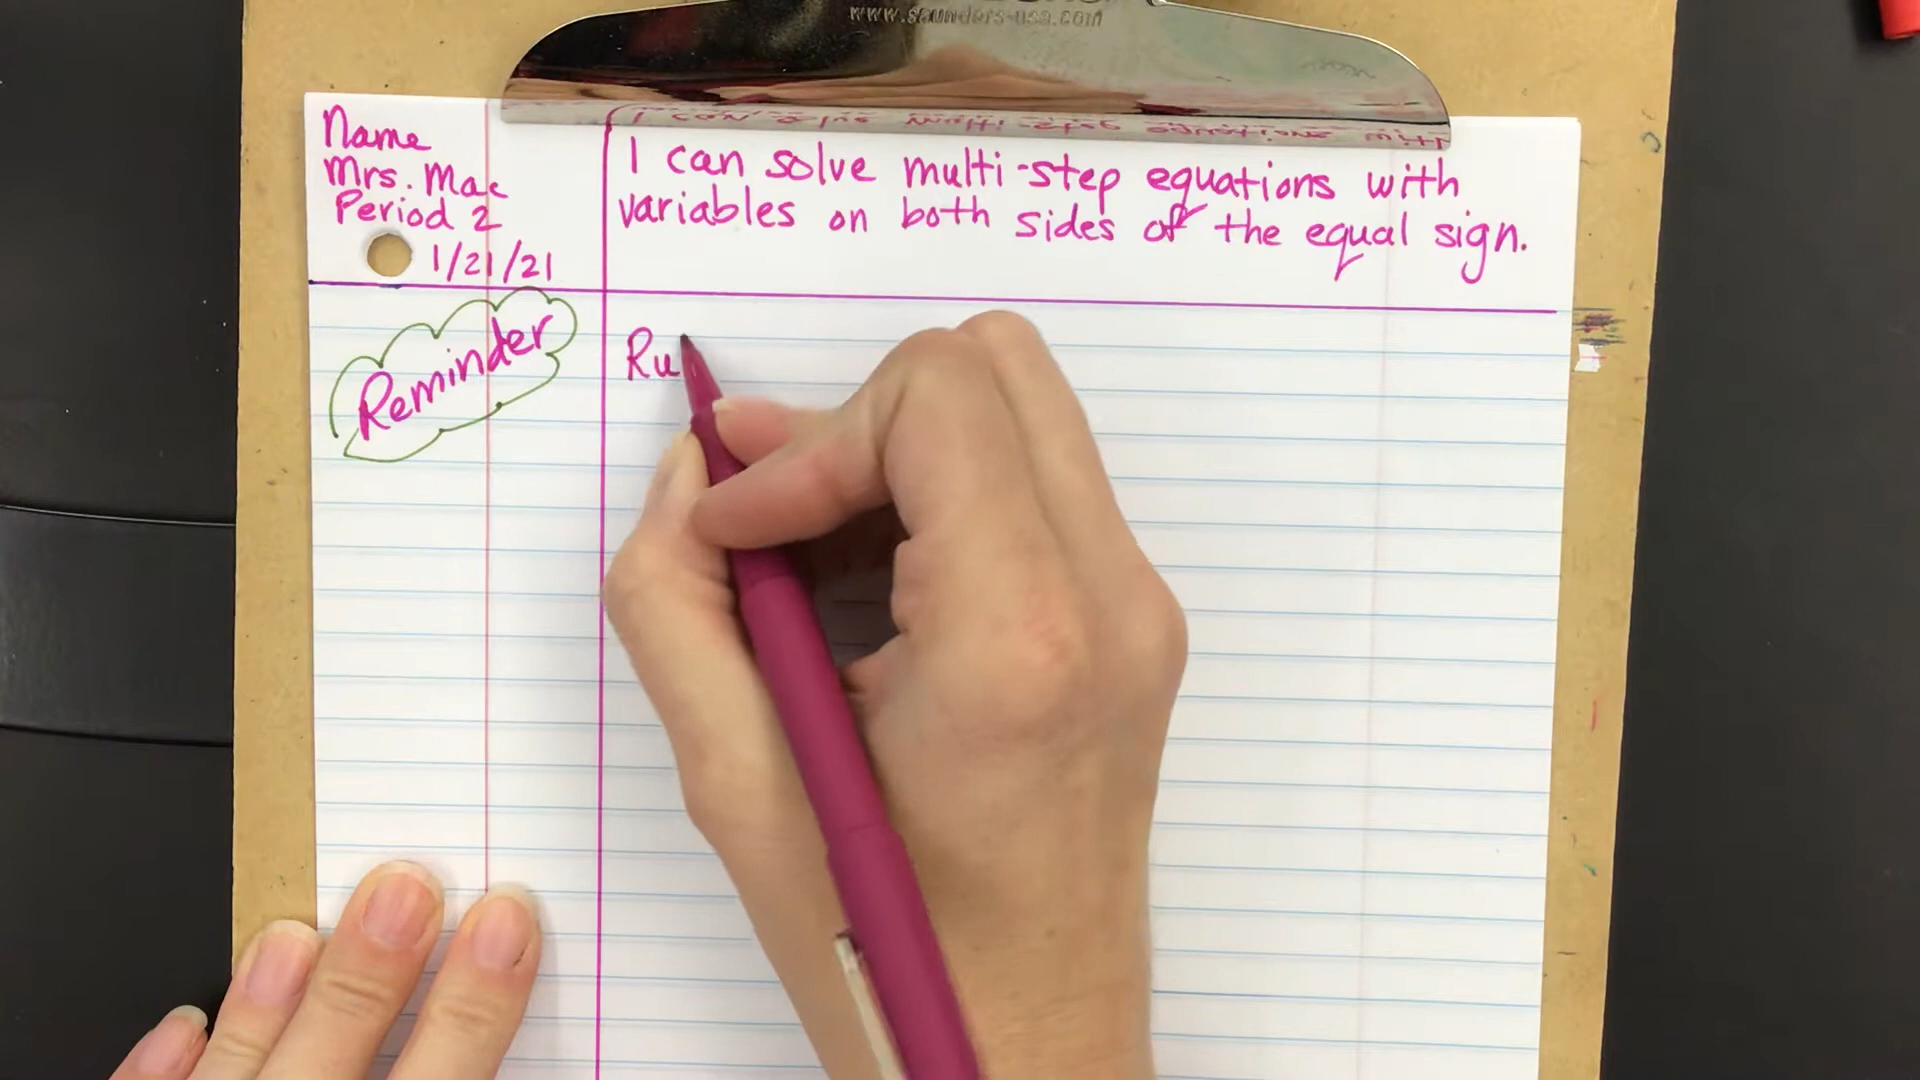 www.saunders-usa.com
Name
Mrs. Mac
Period 2
1/21/21
I can solve multi-step equations with
variables on both sides of the equal sign.
Reminder
Ru